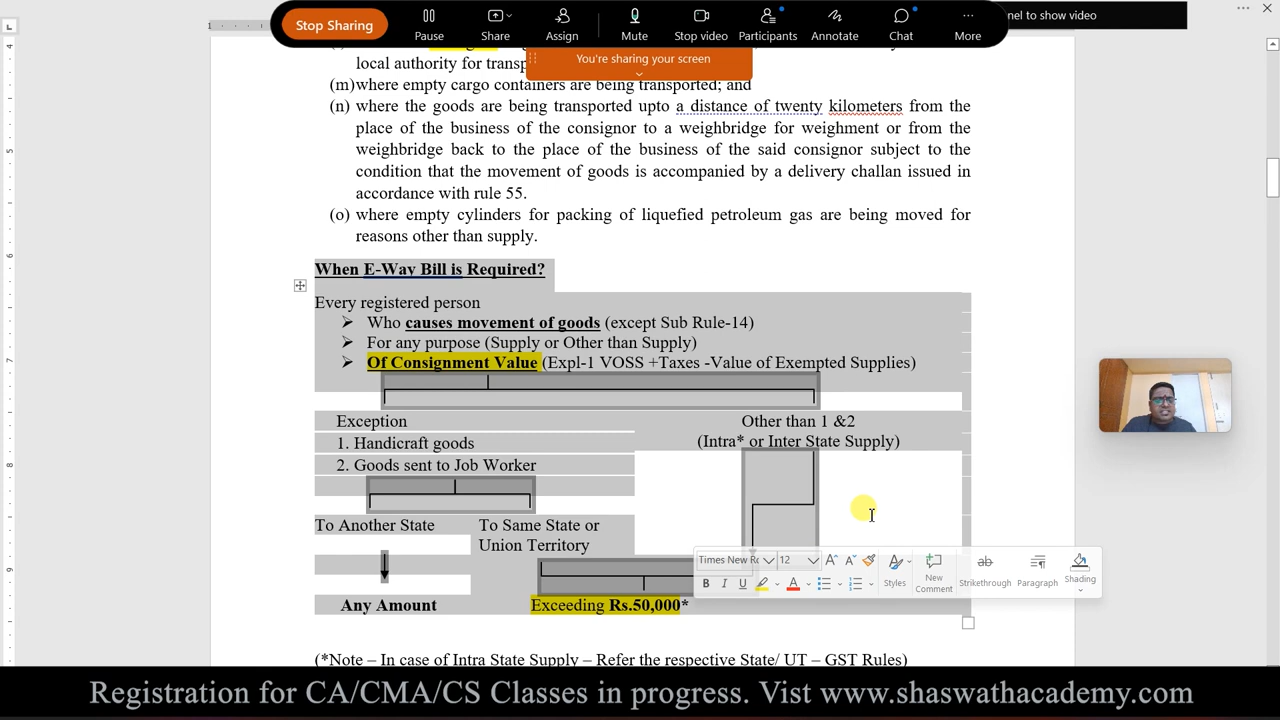 Stop Sharing
Pause
Share
Assign
Mute
Stop video
Participants
Annotate
Chat
More
nel to show video
You're sharing your screen
local authority for transp
(m)where empty cargo containers are being transported; and
(n) where the goods are being transported upto a distance of twenty kilometers from the
place of the business of the consignor to a weighbridge for weighment or from the
weighbridge back to the place of the business of the said consignor subject to the
condition that the movement of goods is accompanied by a delivery challan issued in
accordance with rule 55.
(o) where empty cylinders for packing of liquefied petroleum gas are being moved for
reasons other than supply.
When E-Way Bill is Required?
Every registered person
➢ Who causes movement of goods (except Sub Rule-14)
➢ For any purpose (Supply or Other than Supply)
➢ Of Consignment Value (Expl-1 VOSS +Taxes -Value of Exempted Supplies)
Exception
Other than 1 &2
1. Handicraft goods
(Intra* or Inter State Supply)
2. Goods sent to Job Worker
To Another State
To Same State or
Union Territory
Any Amount
Exceeding Rs.50,000*
Times New Ro
12
B I U
A
Styles
New
Comment
Strikethrough
Paragraph
Shading
(*Note – In case of Intra State Supply – Refer the respective State/ UT – GST Rules)
Registration for CA/CMA/CS Classes in progress. Vist www.shaswathacademy.com